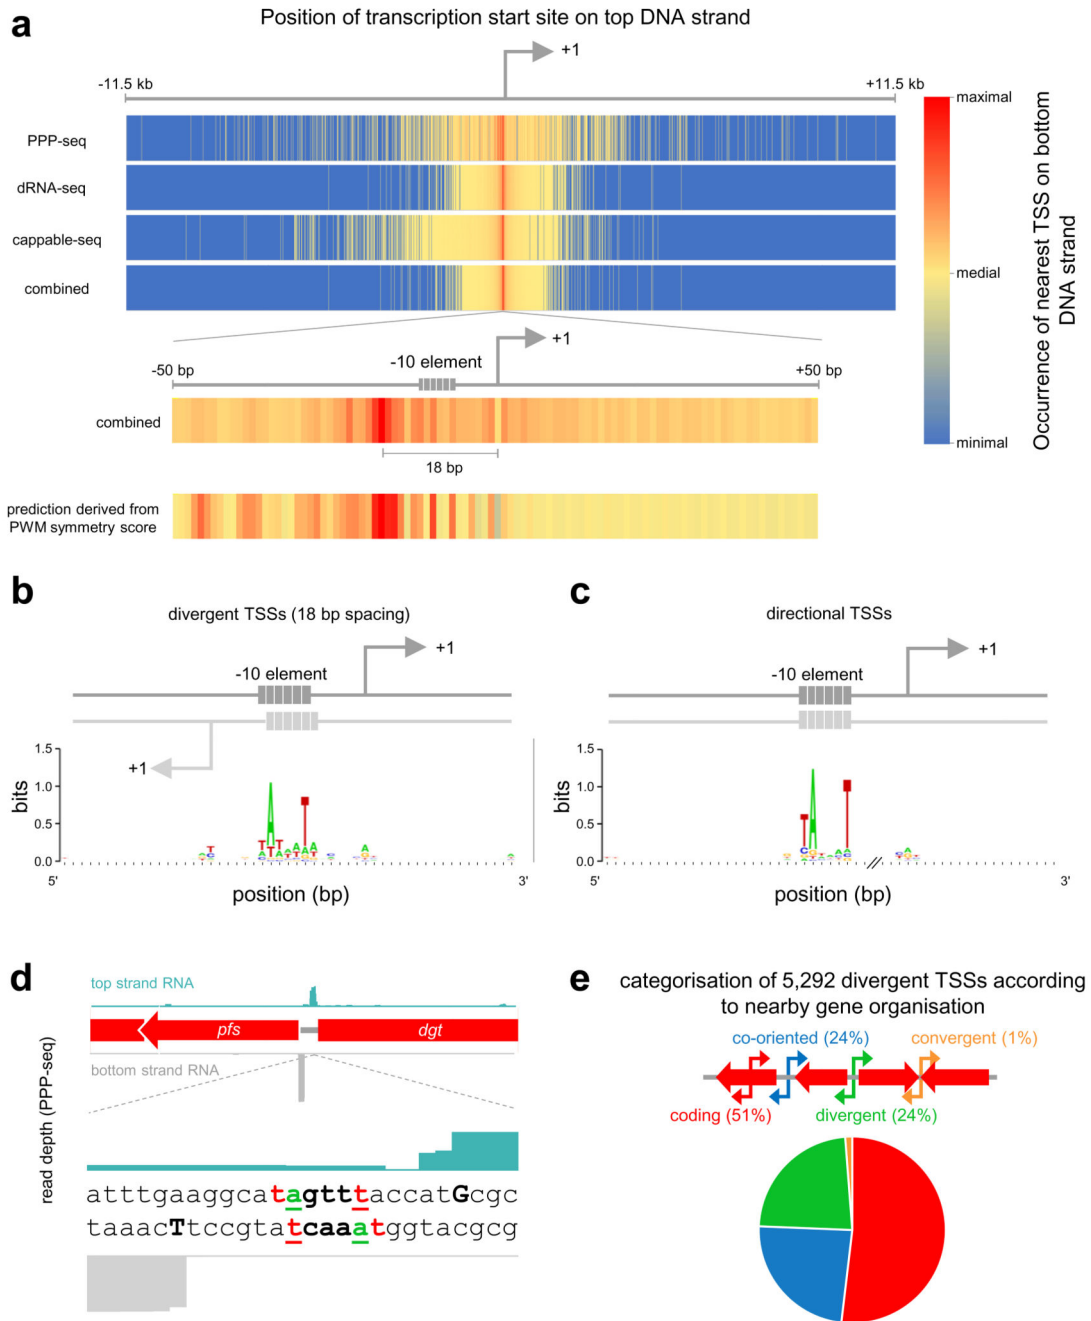 a
Position of transcription start site on top DNA strand
+1
-11.5 kb
+11.5 kb
PPP-seq
dRNA-seq
cappable-seq
combined
maximal
medial
minimal
Occurrence of nearest TSS on bottom
DNA strand
+1
-10 element
-50 bp
+50 bp
combined
18 bp
prediction derived from
PWM symmetry score
b
divergent TSSs (18 bp spacing)
+1
-10 element
+1
1.5
1.0
0.5
0.0
bits
5'
3'
position (bp)
c
directional TSSs
+1
-10 element
1.5
1.0
0.5
0.0
bits
5'
3'
position (bp)
d
top strand RNA
pfs
dgt
bottom strand RNA
read depth (PPP-seq)
atttgaaggcatagtttaccatGcgc
taaacTtccgtatcaaatggtacgcg
e
categorisation of 5,292 divergent TSSs according
to nearby gene organisation
co-oriented (24%)
convergent (1%)
coding (51%)
divergent (24%)